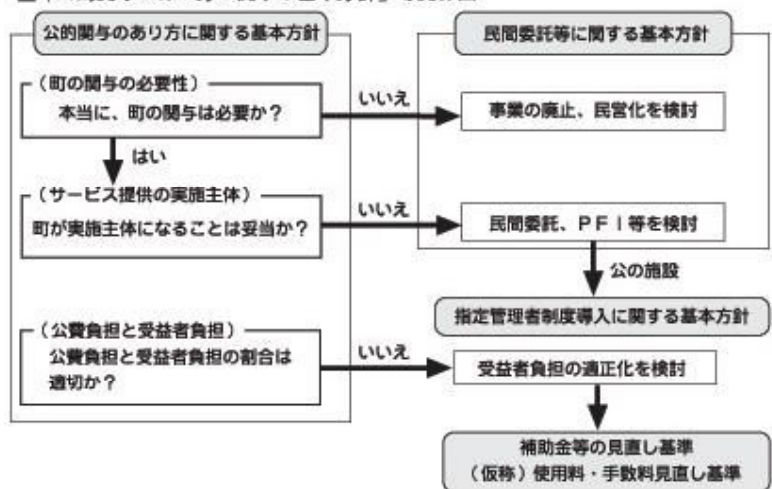 公的関与のあり方に関する基本方針
民間委託等に関する基本方針
(町の関与の必要性)
本当に、町の関与は必要か?
いいえ
事業の廃止、民営化を検討
はい
(サービス提供の実施主体)
町が実施主体になることは妥当か?
いいえ
民間委託、PFI等を検討
公の施設
指定管理者制度導入に関する基本方針
(公費負担と受益者負担)
公費負担と受益者負担の割合は
適切か?
いいえ
受益者負担の適正化を検討
補助金等の見直し基準
(仮称)使用料・手数料見直し基準